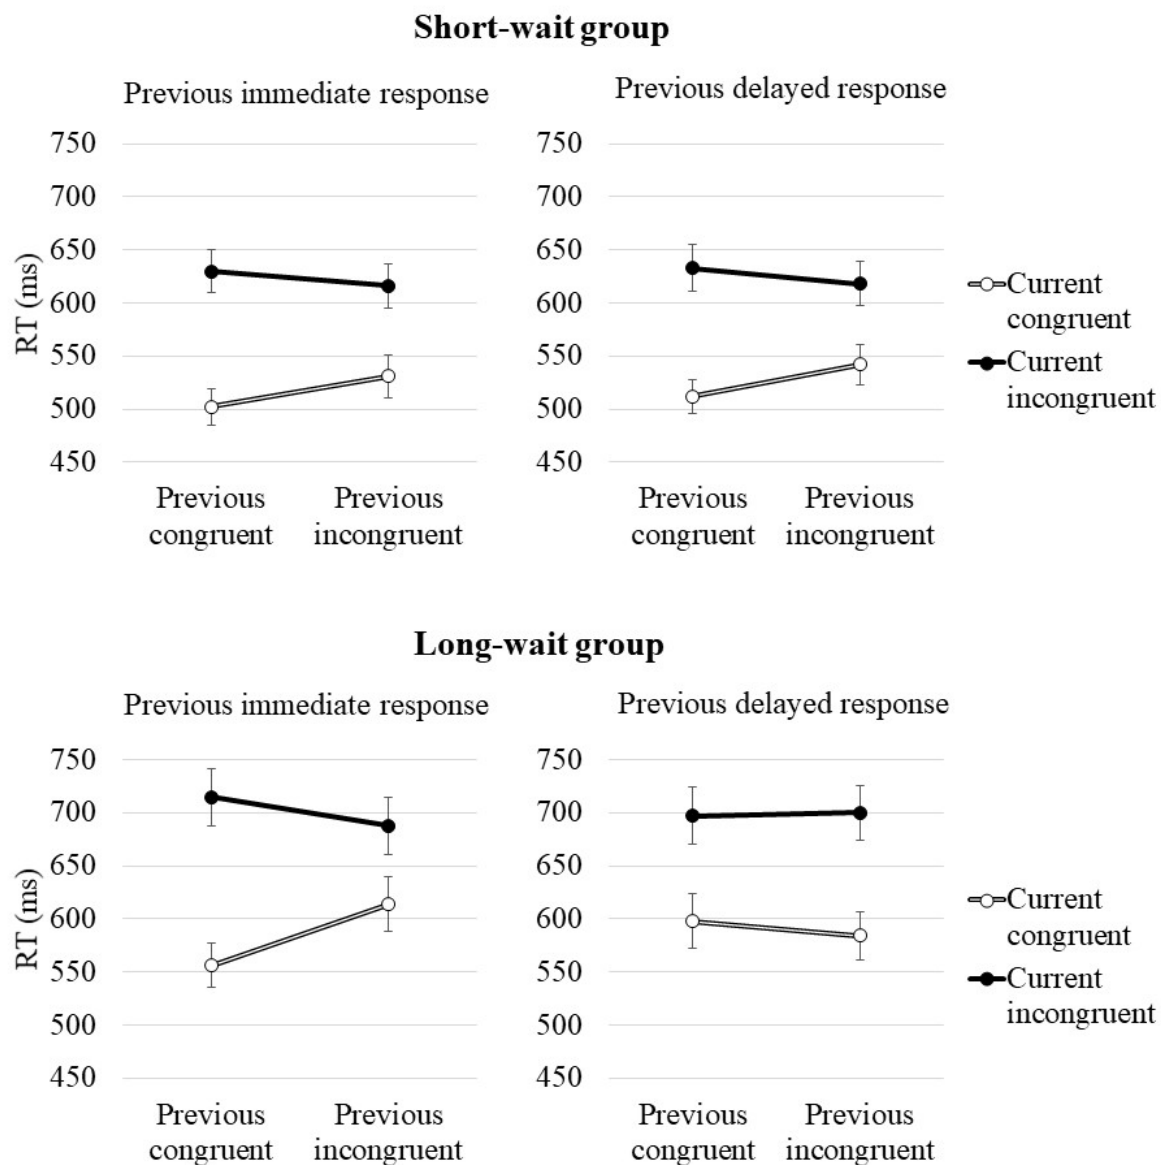 Short-wait group
Previous immediate response
Previous delayed response
750
700
650
600
550
500
450
RT (ms)
Previous
congruent
Previous
incongruent
750
700
650
600
550
500
450
Previous
congruent
Previous
incongruent
Current
congruent
Current
incongruent
Long-wait group
Previous immediate response
Previous delayed response
750
700
650
600
550
500
450
RT (ms)
Previous
congruent
Previous
incongruent
750
700
650
600
550
500
450
Previous
congruent
Previous
incongruent
Current
congruent
Current
incongruent